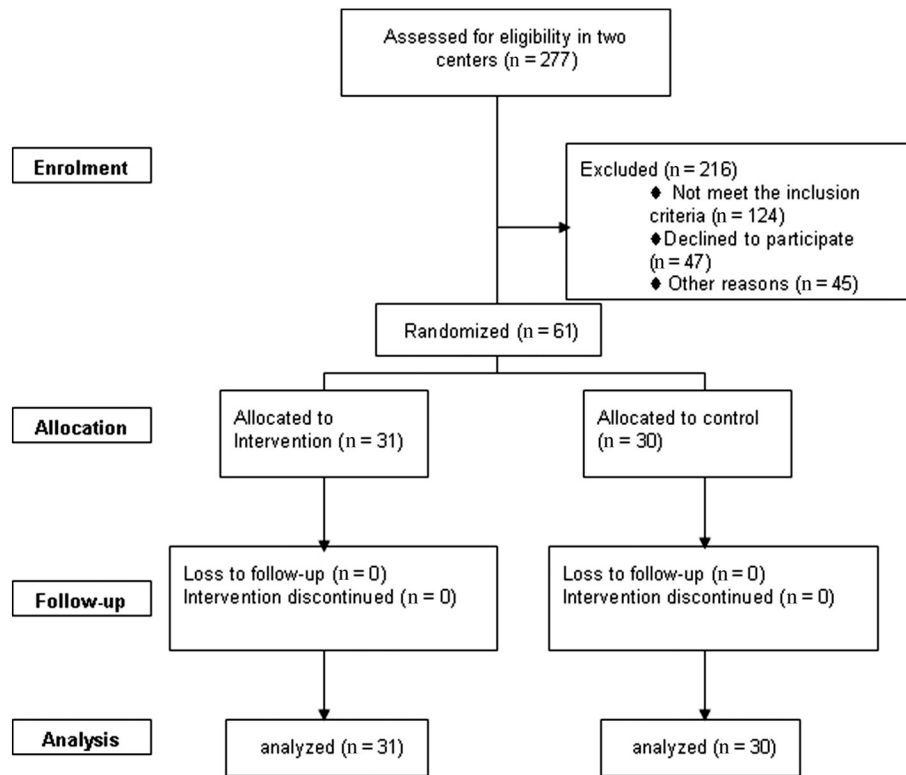 Assessed for eligibility in two
centers (n = 277)
Enrolment
Excluded (n = 216)
♦ Not meet the inclusion
criteria (n = 124)
♦Declined to participate
(n = 47)
♦ Other reasons (n = 45)
Randomized (n = 61)
Allocation
Allocated to
Intervention (n = 31)
Allocated to control
(n = 30)
Follow-up
Loss to follow-up (n = 0)
Intervention discontinued (n = 0)
Loss to follow-up (n = 0)
Intervention discontinued (n = 0)
Analysis
analyzed (n = 31)
analyzed (n = 30)